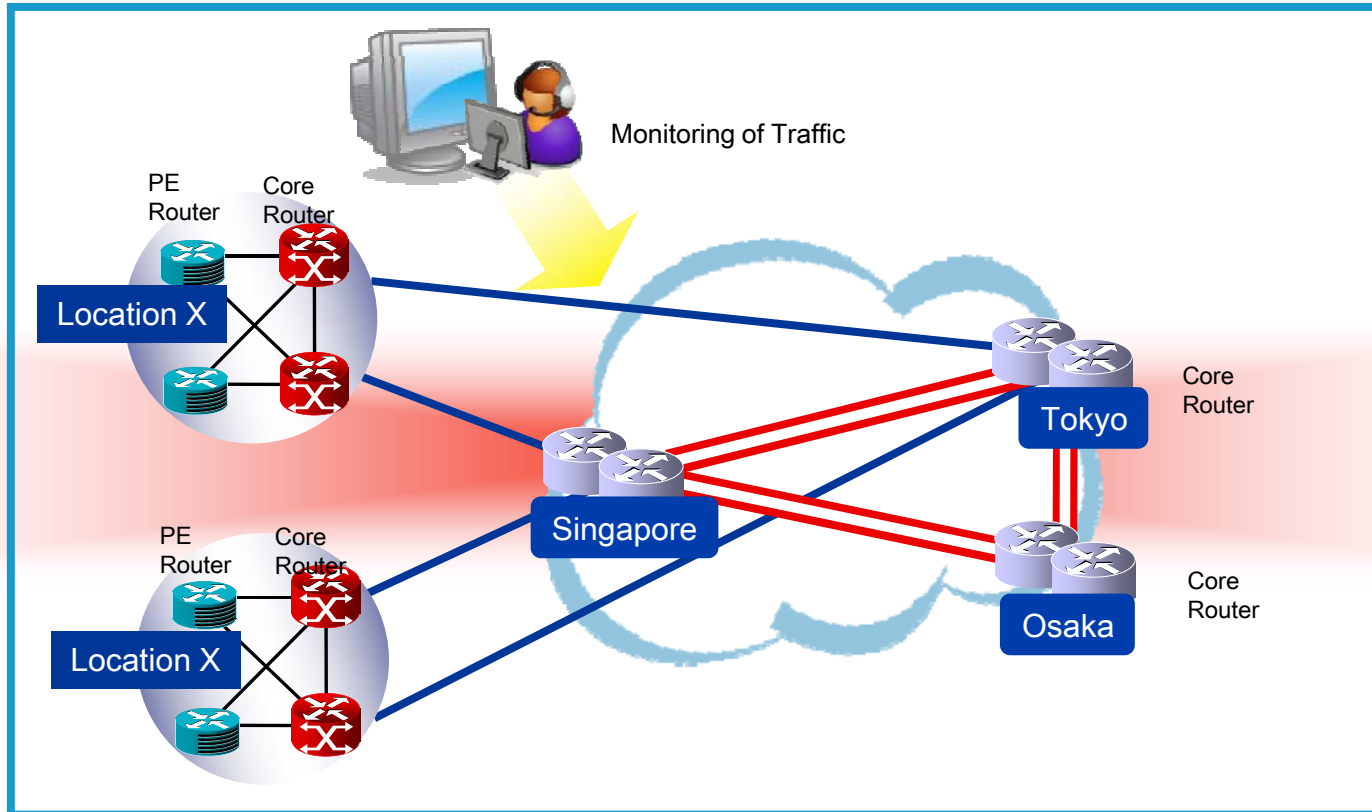 Monitoring of Traffic
PE
Router
Core
Router
Location X
Core
Router
Tokyo
Singapore
PE
Router
Core
Router
Location X
Core
Router
Osaka